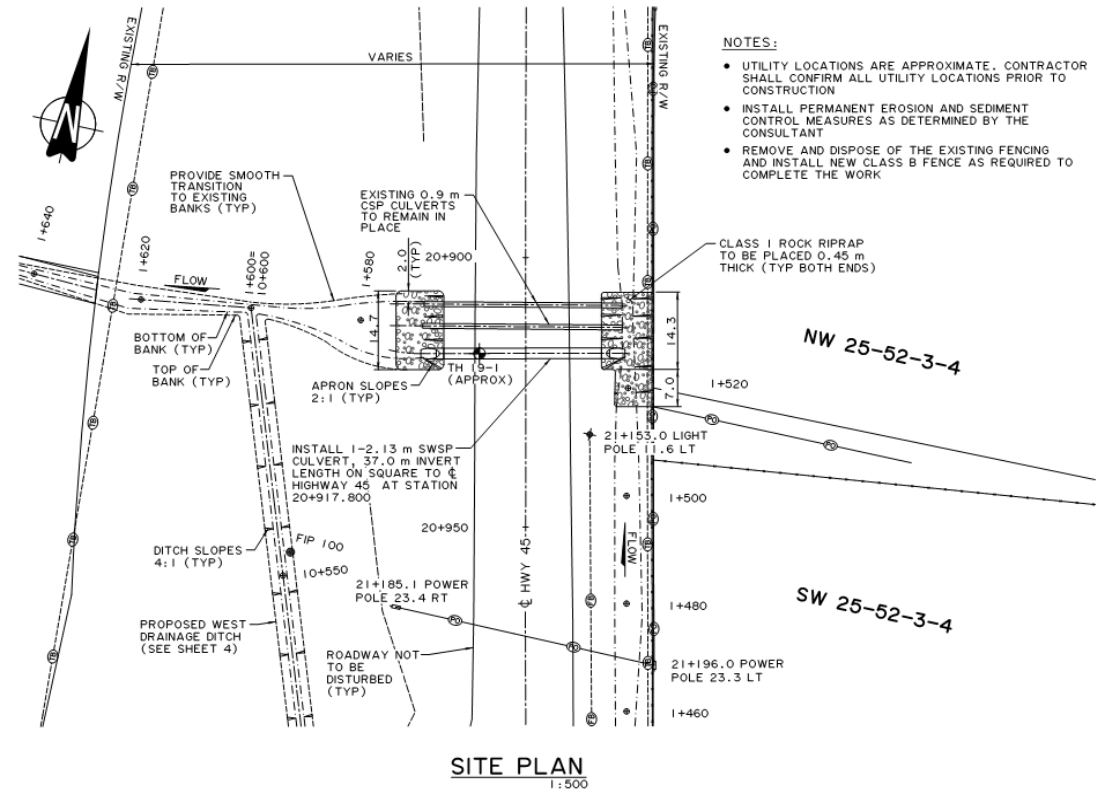 NOTES:
• UTILITY LOCATIONS ARE APPROXIMATE. CONTRACTOR
SHALL CONFIRM ALL UTILITY LOCATIONS PRIOR TO
CONSTRUCTION
• INSTALL PERMANENT EROSION AND SEDIMENT
CONTROL MEASURES AS DETERMINED BY THE
CONSULTANT
• REMOVE AND DISPOSE OF THE EXISTING FENCING
AND INSTALL NEW CLASS B FENCE AS REQUIRED TO
COMPLETE THE WORK
EXISTING R/W
VARIES
EXISTING R/W
N
PROVIDE SMOOTH
TRANSITION
TO EXISTING
BANKS (TYP)
EXISTING 0.9 m
CSP CULVERTS
TO REMAIN IN
PLACE
CLASS 1 ROCK RIPRAP
TO BE PLACED 0.45 m
THICK (TYP BOTH ENDS)
1+640
1+620
1+600=
10+600
1+580
2.0
(TYP)
20+900
FLOW
14.7
14.3
7.0
BOTTOM OF
BANK (TYP)
TOP OF
BANK (TYP)
APRON SLOPES
2:1 (TYP)
TH 19-1
(APPROX)
NW 25-52-3-4
1+520
21+153.0 LIGHT
POLE 11.6 LT
INSTALL 1-2.13 m SWSP
CULVERT, 37.0 m INVERT
LENGTH ON SQUARE TO ℄
HIGHWAY 45 AT STATION
20+917.800
1+500
20+950
FLOW
℄ HWY 45
DITCH SLOPES
4:1 (TYP)
FIP 100
10+550
21+185.1 POWER
POLE 23.4 RT
1+480
SW 25-52-3-4
PROPOSED WEST
DRAINAGE DITCH
(SEE SHEET 4)
ROADWAY NOT
TO BE
DISTURBED
(TYP)
21+196.0 POWER
POLE 23.3 LT
1+460
SITE PLAN
1:500